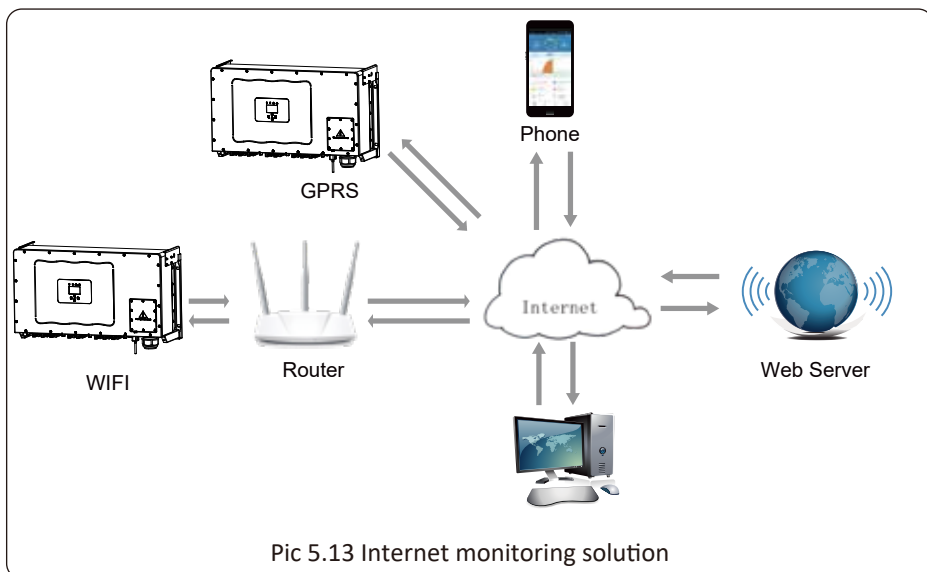 Phone
GPRS
Internet
WIFI
Router
Web Server
Pic 5.13 Internet monitoring solution